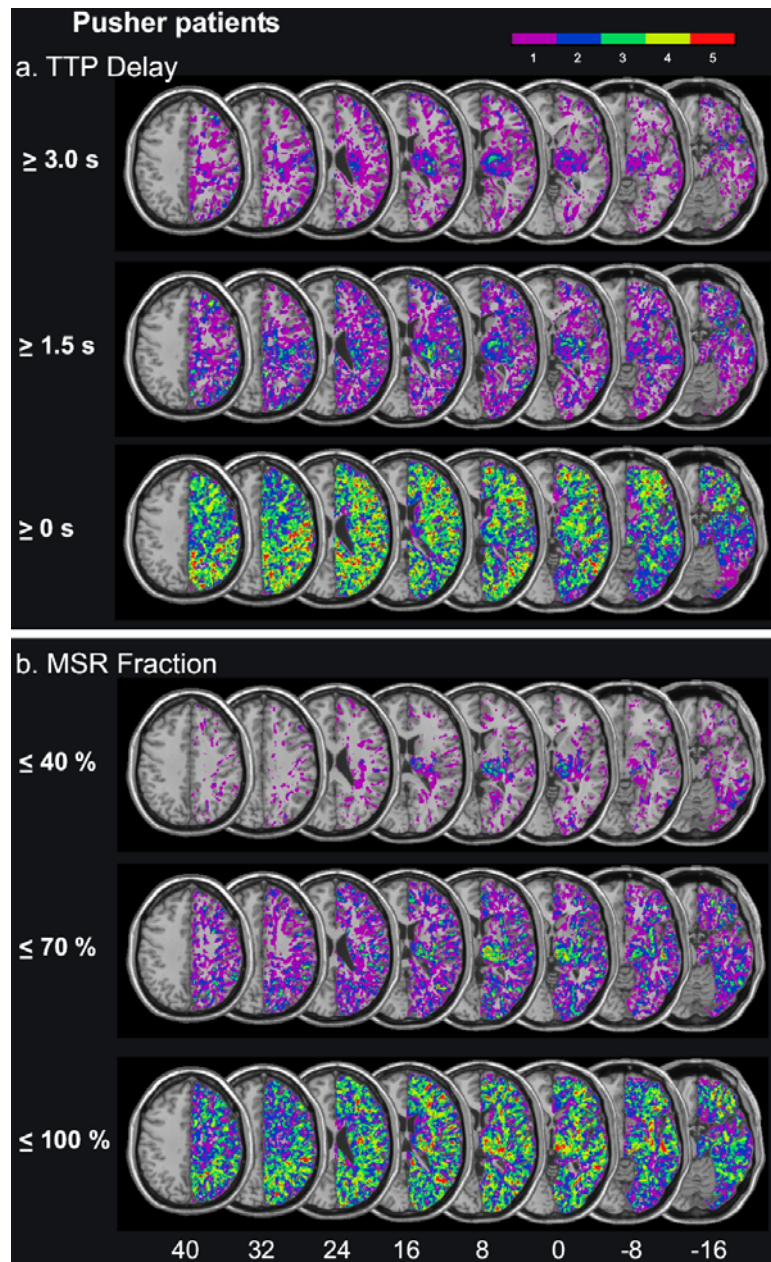 Pusher patients
1 2 3 4 5
a. TTP Delay
≥ 3.0 s
≥ 1.5 s
≥ 0 s
b. MSR Fraction
≤ 40 %
≤ 70 %
≤ 100 %
40 32 24 16 8 0 -8 -16